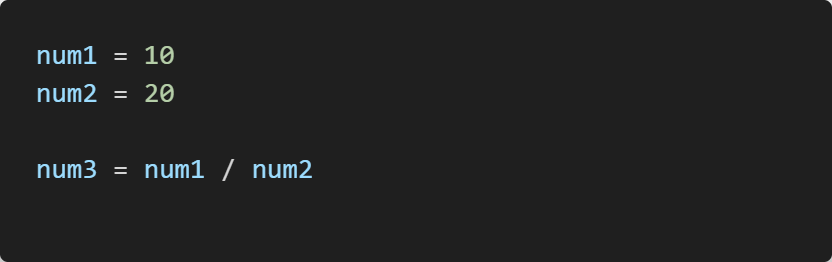 num1 = 10
num2 = 20
num3 = num1 / num2